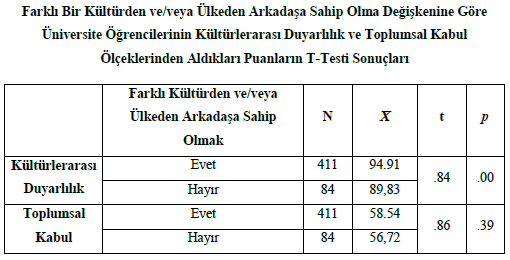 Farklı Bir Kültürden ve/veya Ülkeden Arkadaşa Sahip Olma Değişkenine Göre
Üniversite Öğrencilerinin Kültürlerarası Duyarlılık ve Toplumsal Kabul
Ölçeklerinden Aldıkları Puanların T-Testi Sonuçları
Farklı Kültürden ve/veya
Ülkeden Arkadaşa Sahip
Olmak
N
X
t
p
Kültürlerarası
Duyarlılık
Evet
411
94.91
.84
.00
Hayır
84
89,83
Toplumsal
Kabul
Evet
411
58.54
.86
.39
Hayır
84
56,72